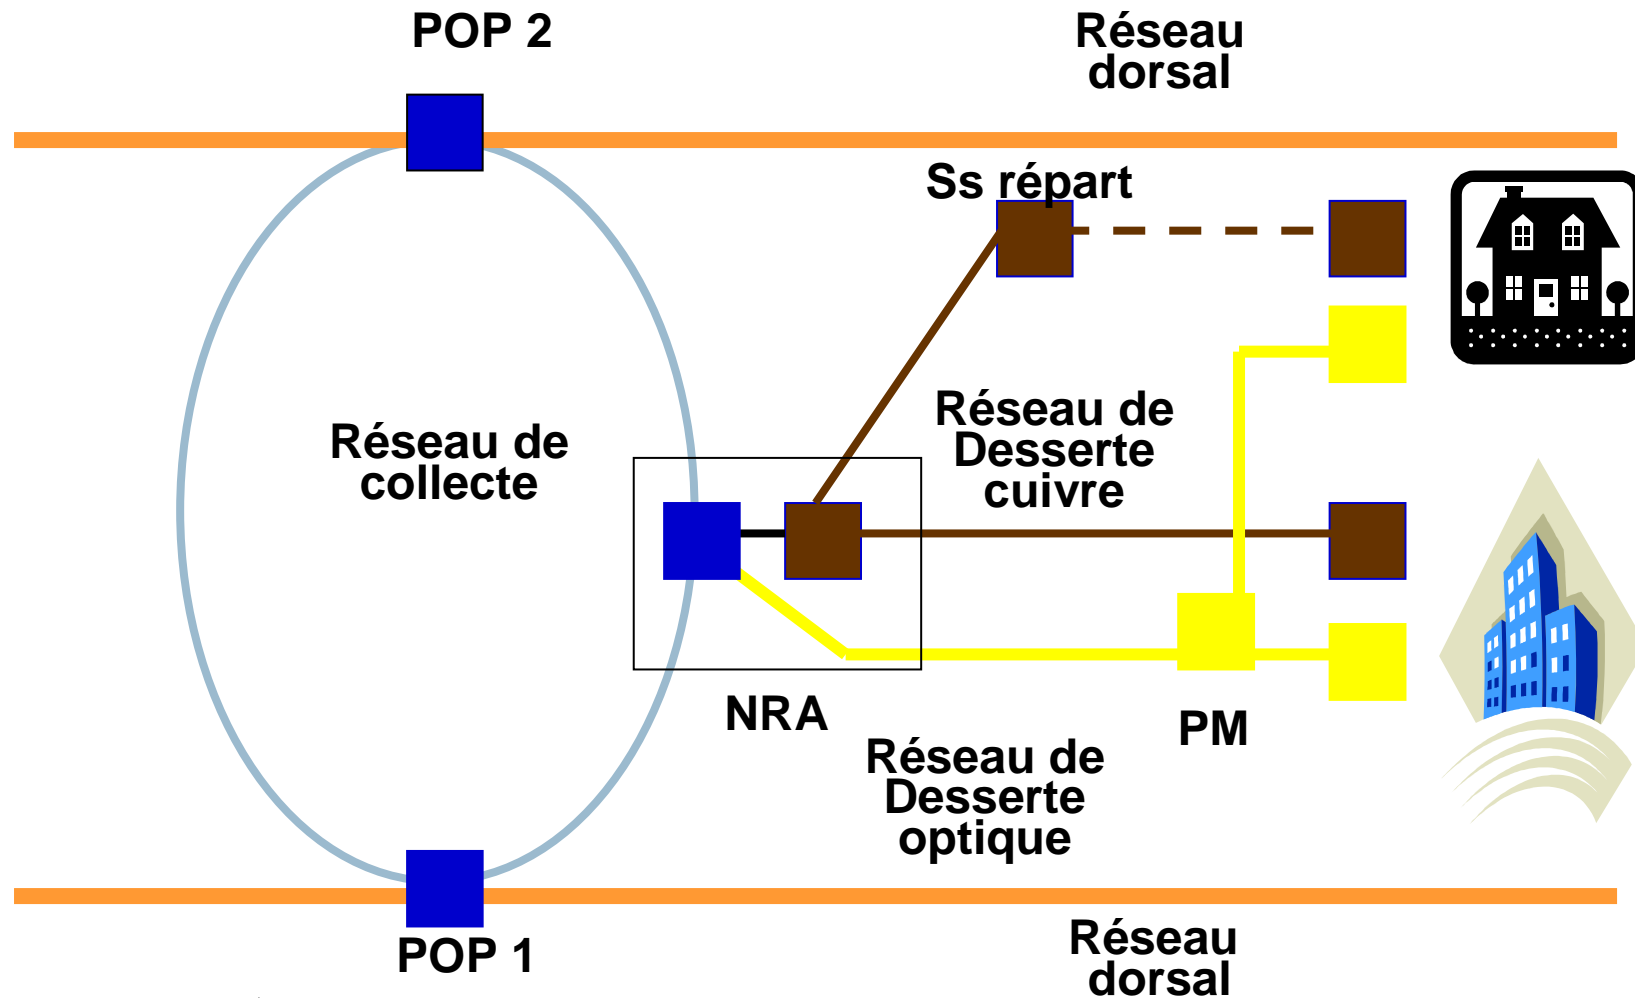 POP 2
Réseau
dorsal
Ss répart
Réseau de
Desserte
cuivre
Réseau de
collecte
NRA
PM
Réseau de
Desserte
optique
POP 1
Réseau
dorsal